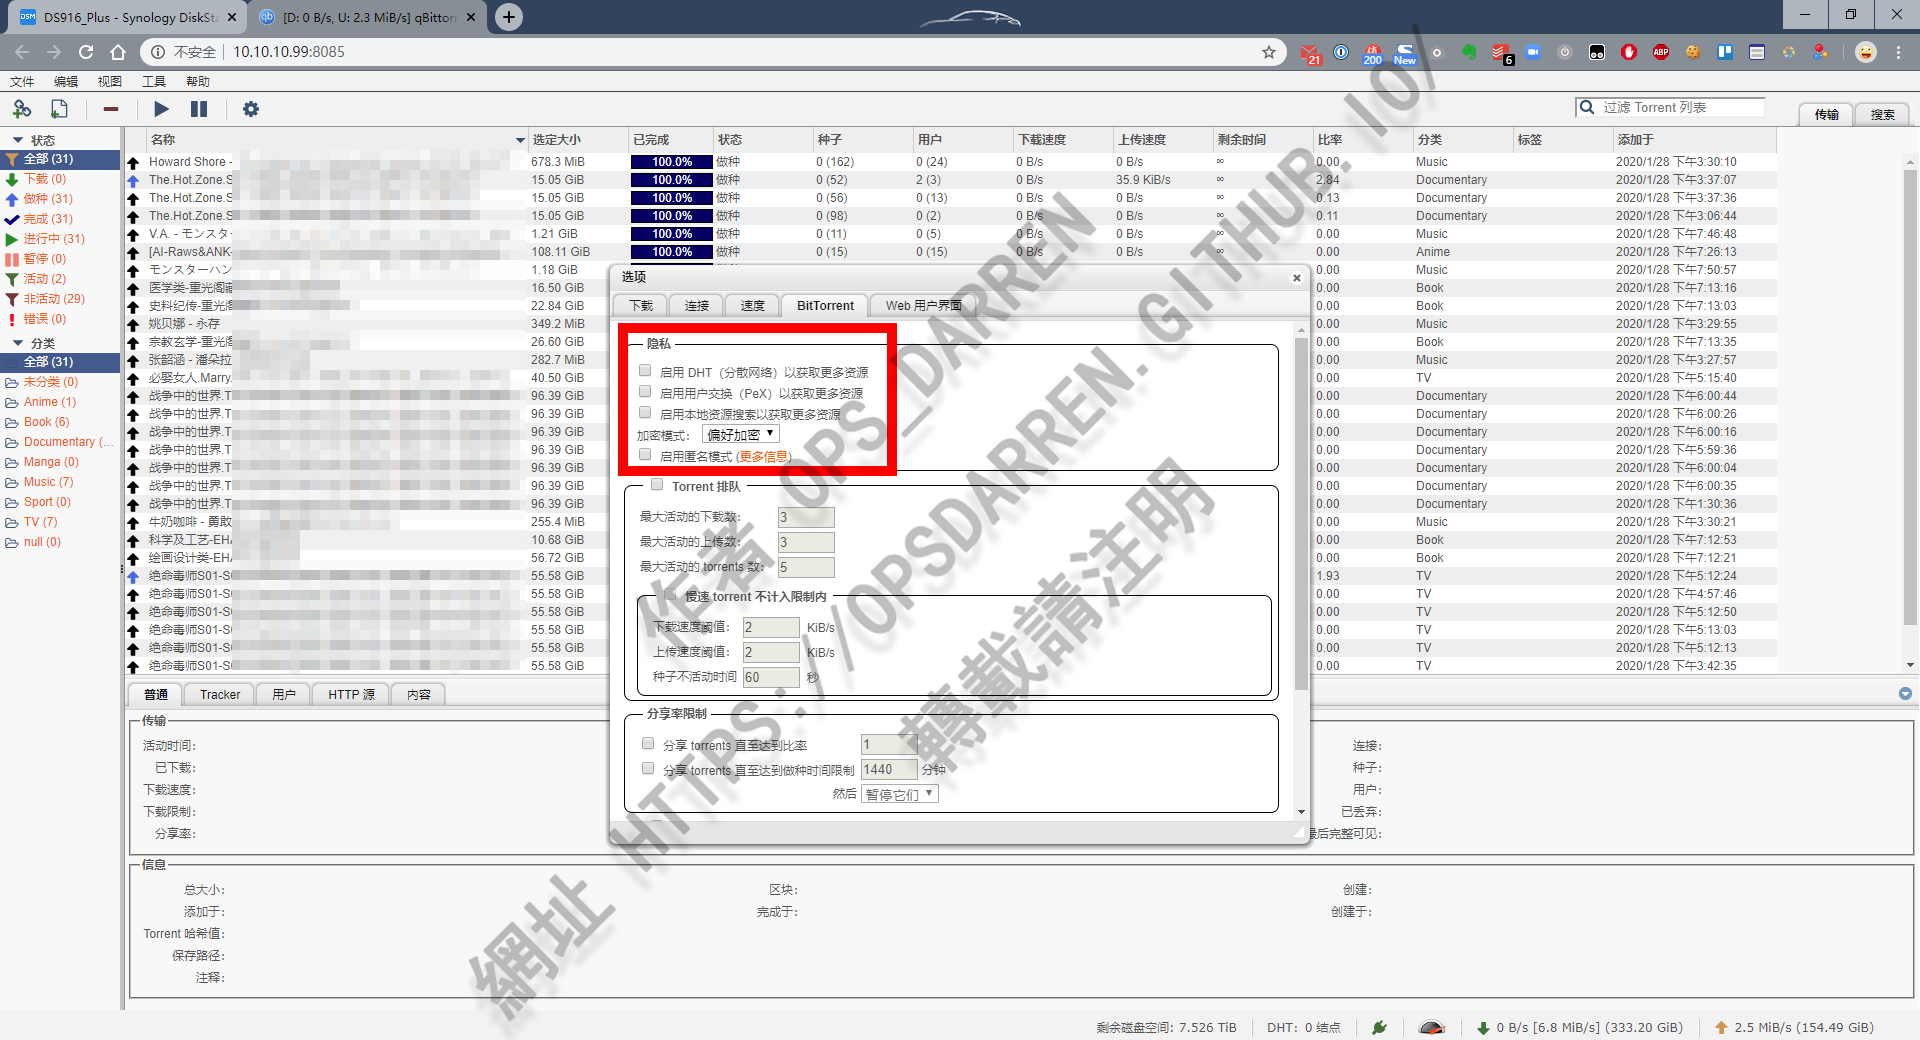 DS916_Plus - Synology DiskSta
[D: 0 B/s, U: 2.3 MiB/s] qBittorr
不安全 10.10.10.99:8085
21 200 New 6 ABP
文件 编辑 视图 工具 帮助
过滤 Torrent 列表 传输 搜索
状态
全部 (31)
下载 (0)
做种 (31)
完成 (31)
进行中 (31)
暂停 (0)
活动 (2)
非活动 (29)
错误 (0)
分类
全部 (31)
未分类 (0)
Anime (1)
Book (6)
Documentary (...
Manga (0)
Music (7)
Sport (0)
TV (7)
null (0)
名称 选定大小 已完成 状态 种子 用户 下载速度 上传速度 剩余时间 比率 分类 标签 添加于
Howard Shore - 678.3 MiB 100.0% 做种 0 (162) 0 (24) 0 B/s 0 B/s ∞ 0.00 Music 2020/1/28 下午3:30:10
The.Hot.Zone.S 15.05 GiB 100.0% 做种 0 (52) 2 (3) 0 B/s 35.9 KiB/s ∞ 2.84 Documentary 2020/1/28 下午3:37:07
The.Hot.Zone.S 15.05 GiB 100.0% 做种 0 (56) 0 (13) 0 B/s 0 B/s ∞ 0.13 Documentary 2020/1/28 下午3:37:36
The.Hot.Zone.S 15.05 GiB 100.0% 做种 0 (98) 0 (2) 0 B/s 0 B/s ∞ 0.11 Documentary 2020/1/28 下午3:06:44
V.A. - モンスター 1.21 GiB 100.0% 做种 0 (11) 0 (5) 0 B/s 0 B/s ∞ 0.00 Music 2020/1/28 下午7:46:48
[AI-Raws&ANK- 108.11 GiB 100.0% 做种 0 (15) 0 (15) 0 B/s 0 B/s ∞ 0.00 Anime 2020/1/28 下午7:26:13
モンスターハン 1.18 GiB 0.00 Music 2020/1/28 下午7:50:57
医学类-重光阁藏 16.50 GiB 0.00 Book 2020/1/28 下午7:13:16
史料纪传-重光阁 22.84 GiB 0.00 Book 2020/1/28 下午7:13:03
姚贝娜 - 永存 349.2 MiB 0.00 Music 2020/1/28 下午3:29:55
宗教玄学-重光阁 26.60 GiB 0.00 Book 2020/1/28 下午7:13:35
张韶涵 - 潘朵拉 282.7 MiB 0.00 Music 2020/1/28 下午3:27:57
必娶女人.Marry. 40.50 GiB 0.00 TV 2020/1/28 下午5:15:40
战争中的世界.T 96.39 GiB 0.00 Documentary 2020/1/28 下午6:00:44
战争中的世界.T 96.39 GiB 0.00 Documentary 2020/1/28 下午6:00:26
战争中的世界.T 96.39 GiB 0.00 Documentary 2020/1/28 下午6:00:16
战争中的世界.T 96.39 GiB 0.00 Documentary 2020/1/28 下午5:59:36
战争中的世界.T 96.39 GiB 0.00 Documentary 2020/1/28 下午6:00:04
战争中的世界.T 96.39 GiB 0.00 Documentary 2020/1/28 下午6:00:35
战争中的世界.T 96.39 GiB 0.00 Documentary 2020/1/28 下午1:30:36
牛奶咖啡 - 勇敢 255.4 MiB 0.00 Music 2020/1/28 下午3:30:21
科学及工艺-EHA 10.68 GiB 0.00 Book 2020/1/28 下午7:12:53
绘画设计类-EHA 56.72 GiB 0.00 Book 2020/1/28 下午7:12:21
绝命毒师S01-S0 55.58 GiB 1.93 TV 2020/1/28 下午5:12:24
绝命毒师S01-S0 55.58 GiB 0.00 TV 2020/1/28 下午4:57:46
绝命毒师S01-S0 55.58 GiB 0.00 TV 2020/1/28 下午5:12:50
绝命毒师S01-S0 55.58 GiB 0.00 TV 2020/1/28 下午5:13:03
绝命毒师S01-S0 55.58 GiB 0.00 TV 2020/1/28 下午5:12:13
绝命毒师S01-S0 55.58 GiB 0.00 TV 2020/1/28 下午3:42:35
选项
下载 连接 速度 BitTorrent Web 用户界面
隐私
启用 DHT（分散网络）以获取更多资源
启用用户交换（PeX）以获取更多资源
启用本地资源搜索以获取更多资源
加密模式: 偏好加密
启用匿名模式 (更多信息)
Torrent 排队
最大活动的下载数: 3
最大活动的上传数: 3
最大活动的 torrents 数: 5
慢速 torrent 不计入限制内
下载速度阈值: 2 KiB/s
上传速度阈值: 2 KiB/s
种子不活动时间 60 秒
分享率限制
分享 torrents 直至达到比率 1
分享 torrents 直至达到做种时间限制 1440 分钟
然后 暂停它们
普通 Tracker 用户 HTTP 源 内容
传输
活动时间: 连接:
已下载: 种子:
下载速度: 用户:
下载限制: 已丢弃:
分享率: 最后完整可见:
信息
总大小: 区块: 创建:
添加于: 完成于: 创建于:
Torrent 哈希值:
保存路径:
注释:
剩余磁盘空间: 7.526 TiB DHT: 0 结点 0 B/s [6.8 MiB/s] (333.20 GiB) 2.5 MiB/s (154.49 GiB)
作者 OPS_DARREN
網址 HTTPS://OPSDARREN.GITHUB.IO/
轉載請注明